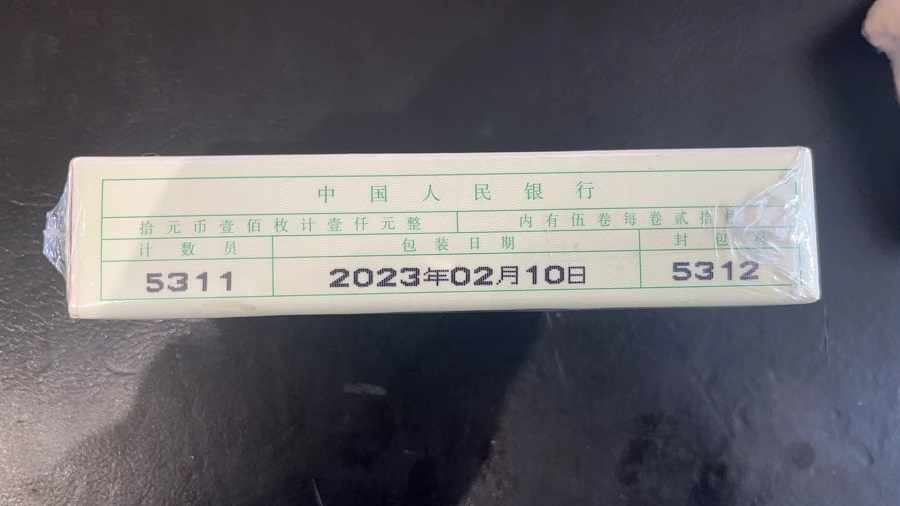 中国人民银行
拾元币壹佰枚计壹仟元整 内有伍卷每卷贰拾枚
计数员 包装日期 封包员
5311 2023年02月10日 5312